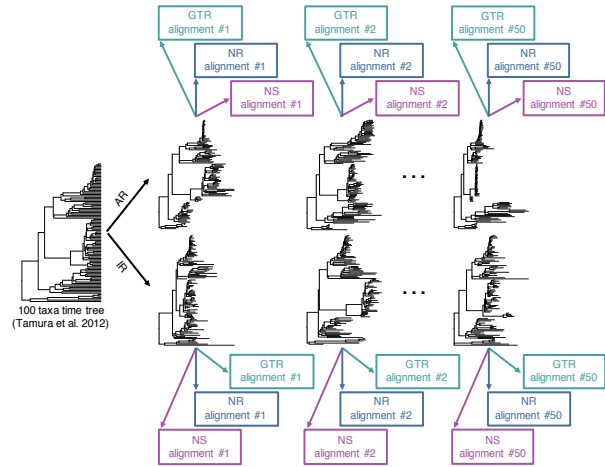 GTR
alignment #1
GTR
alignment #2
GTR
alignment #50
NR
alignment #1
NR
alignment #2
NR
alignment #50
NS
alignment #1
NS
alignment #2
NS
alignment #50
AR
...
IR
...
100 taxa time tree
(Tamura et al. 2012)
GTR
alignment #1
GTR
alignment #2
GTR
alignment #50
NR
alignment #1
NR
alignment #2
NR
alignment #50
NS
alignment #1
NS
alignment #2
NS
alignment #50